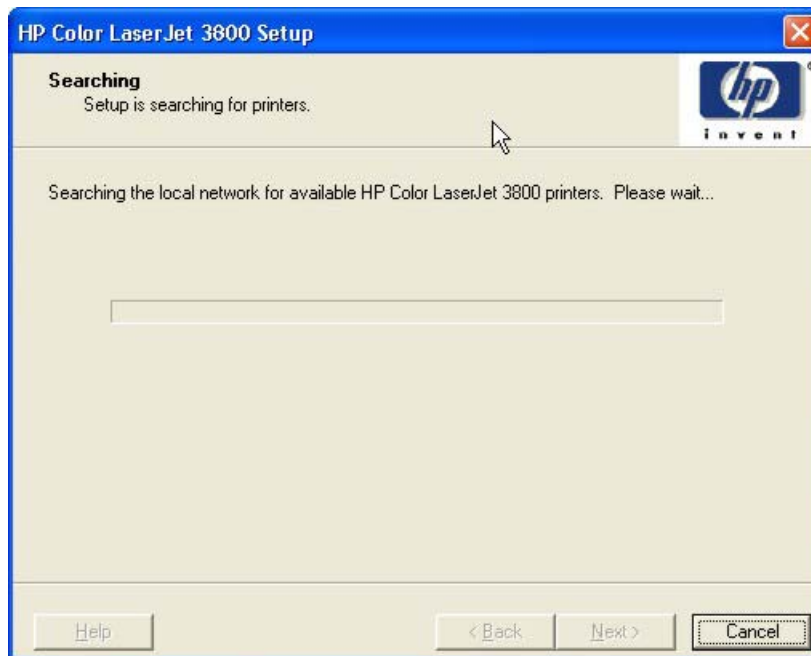 HP Color LaserJet 3800 Setup
Searching
Setup is searching for printers.
hp
invent
Searching the local network for available HP Color LaserJet 3800 printers. Please wait...
Help
< Back
Next >
Cancel